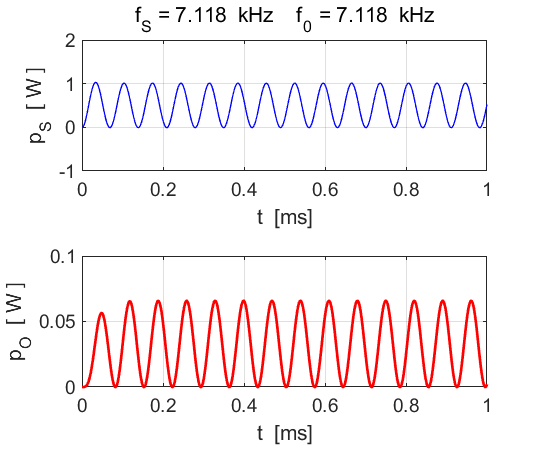 f_S = 7.118 kHz f_0 = 7.118 kHz
2
1
0
-1
p_S [ W ]
0 0.2 0.4 0.6 0.8 1
t [ms]
0.1
0.05
0
p_O [ W ]
0 0.2 0.4 0.6 0.8 1
t [ms]